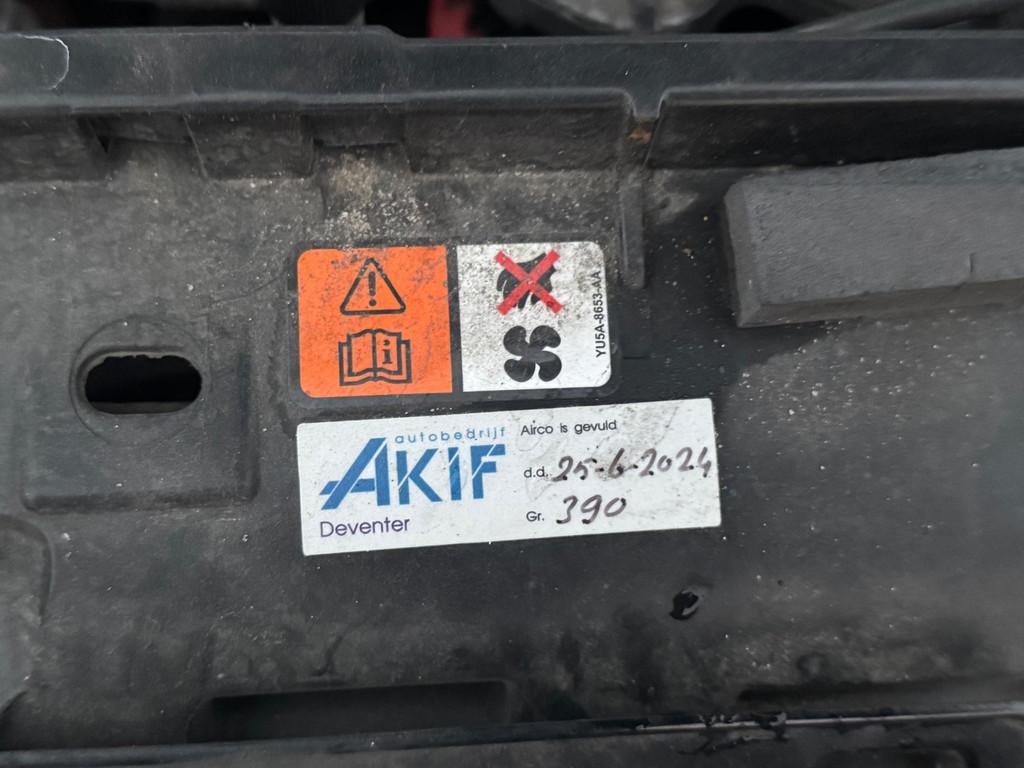 YU5A-8653-AA
autobedrijf
AKIF
Deventer
Airco is gevuld
d.d. 25-6-2024
Gr. 390